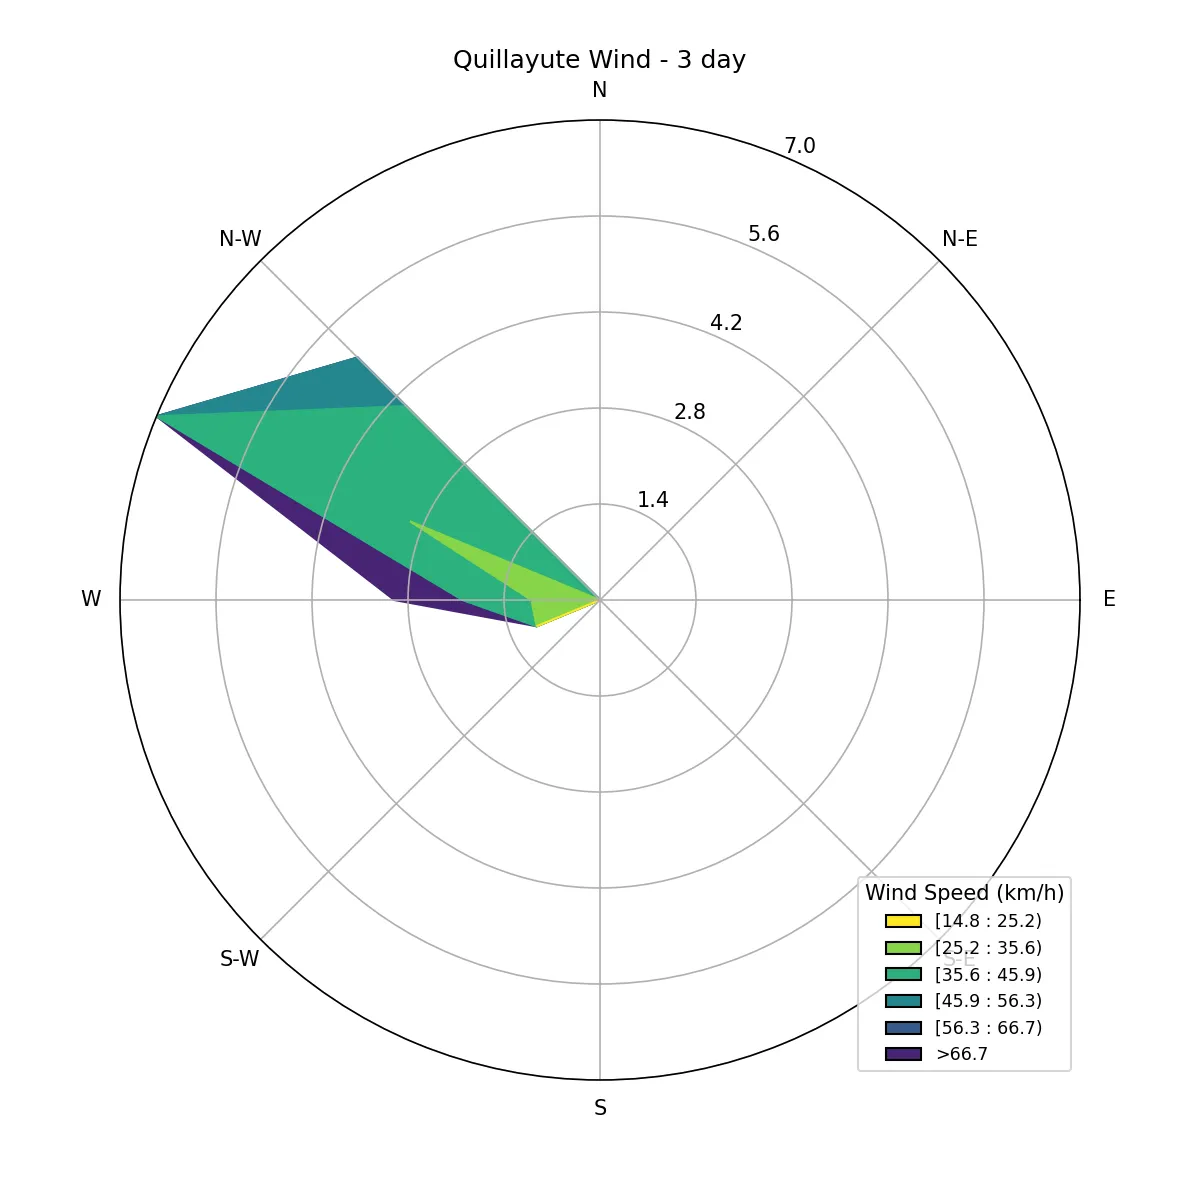 Quillayute Wind - 3 day
N
7.0
N-W
5.6
N-E
4.2
2.8
1.4
W
E
Wind Speed (km/h)
[14.8 : 25.2)
[25.2 : 35.6)
S-W
S-E
[35.6 : 45.9)
[45.9 : 56.3)
[56.3 : 66.7)
>66.7
S